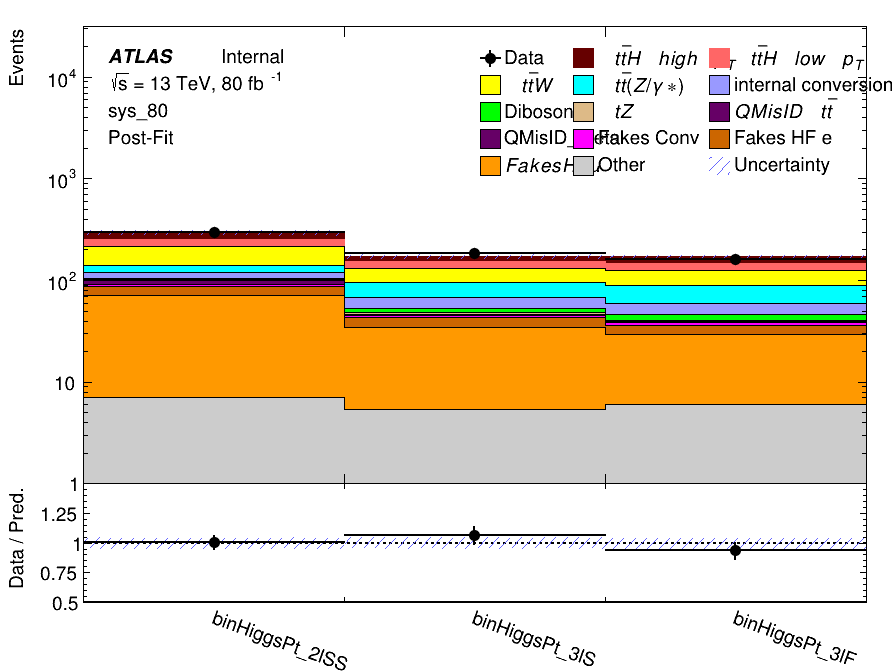 Events
ATLAS Internal
√s = 13 TeV, 80 fb⁻¹
sys_80
Post-Fit
Data
tt̅H high p_T
tt̅H low p_T
tt̅W
tt̅(Z/γ*)
internal conversion
Diboson
tZ
QMisID tt̅
Fakes Conv
Fakes HF e
Other
Uncertainty
10⁴
10³
10²
10
1
Data / Pred.
1.25
1
0.75
0.5
binHiggsPt_2lSS
binHiggsPt_3lS
binHiggsPt_3lF